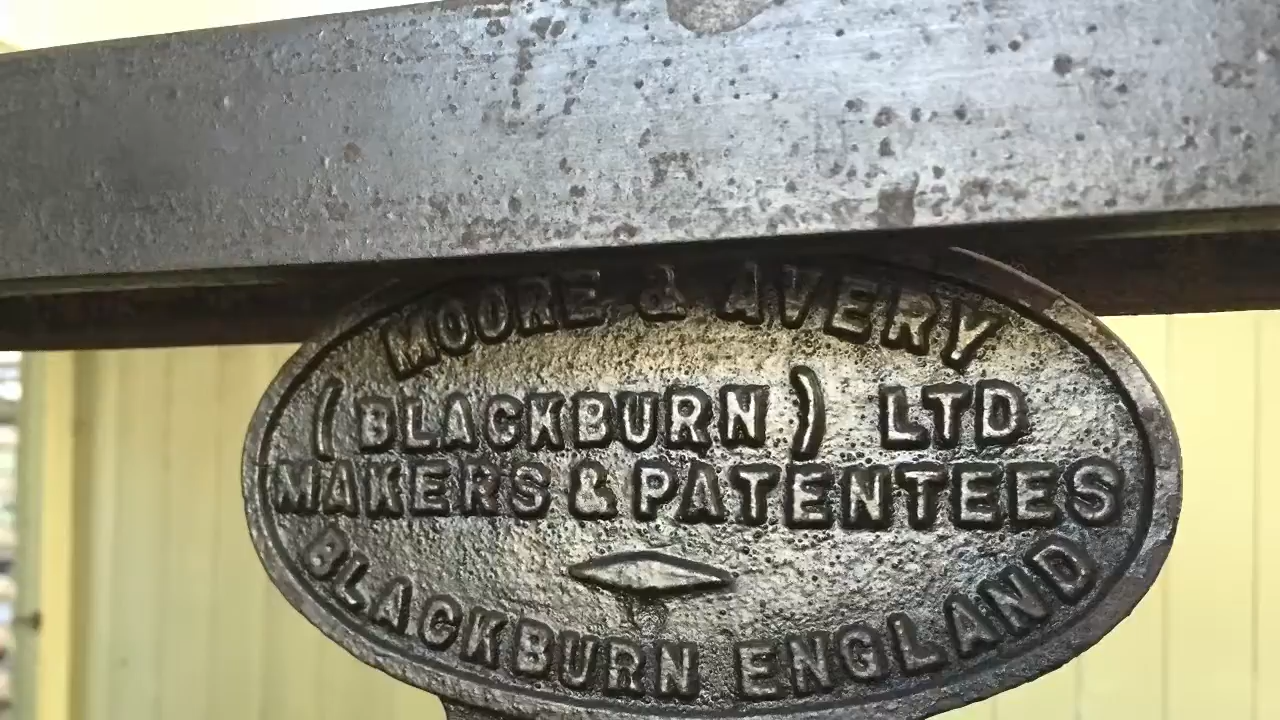 MOORE & AVERY
(BLACKBURN) LTD
MAKERS & PATENTEES
BLACKBURN ENGLAND